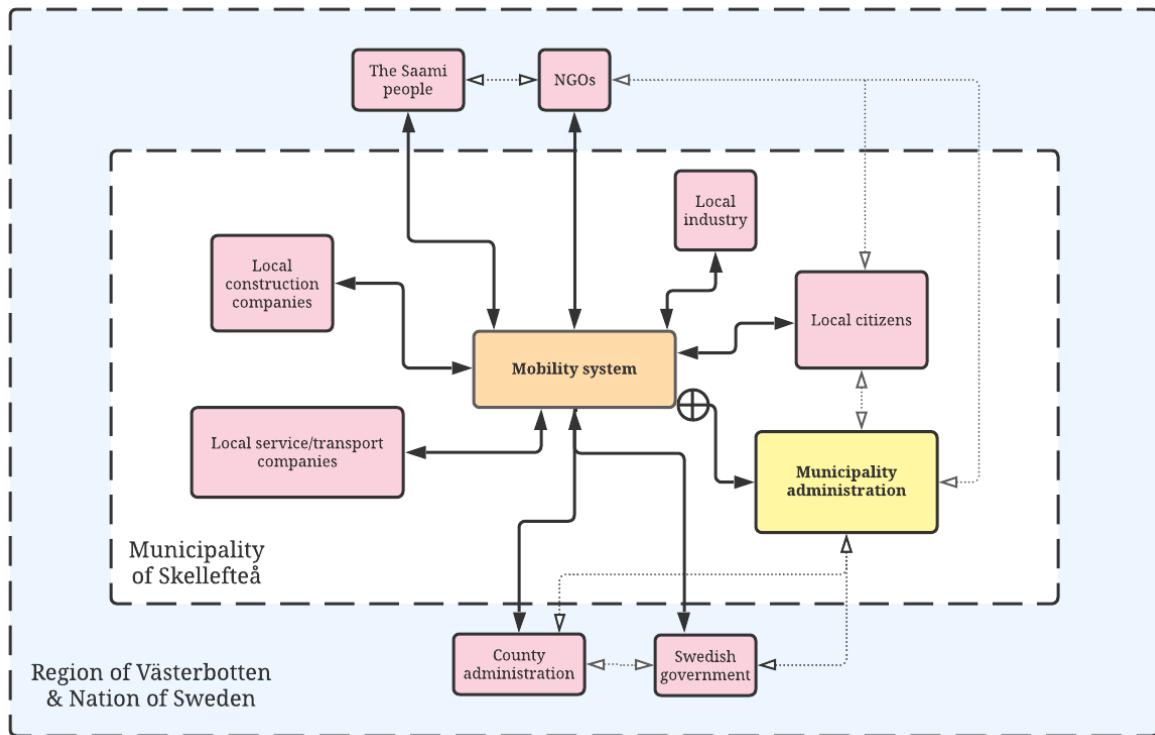 The Saami
people
NGOs
Local
industry
Local
construction
companies
Local citizens
Mobility system
Local service/transport
companies
Municipality
administration
Municipality
of Skellefteå
County
administration
Swedish
government
Region of Västerbotten
& Nation of Sweden